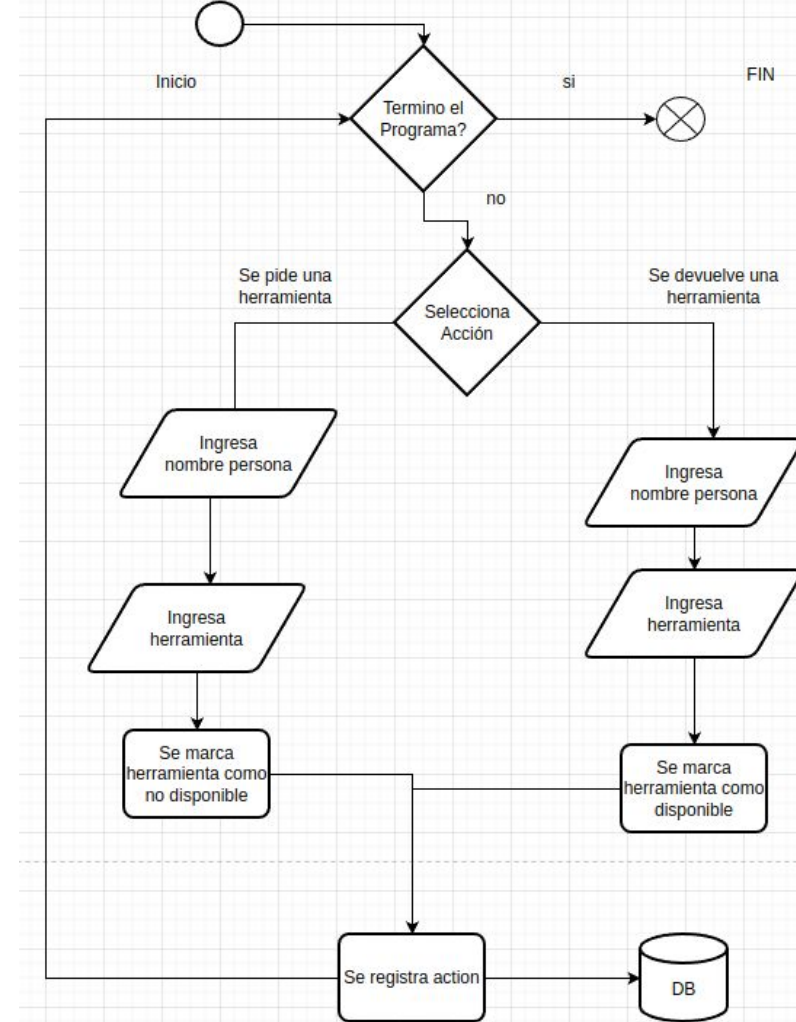 Inicio
FIN
si
Termino el
Programa?
no
Se pide una
herramienta
Se devuelve una
herramienta
Selecciona
Acción
Ingresa
nombre persona
Ingresa
nombre persona
Ingresa
herramienta
Ingresa
herramienta
Se marca
herramienta como
no disponible
Se marca
herramienta como
disponible
Se registra action
DB